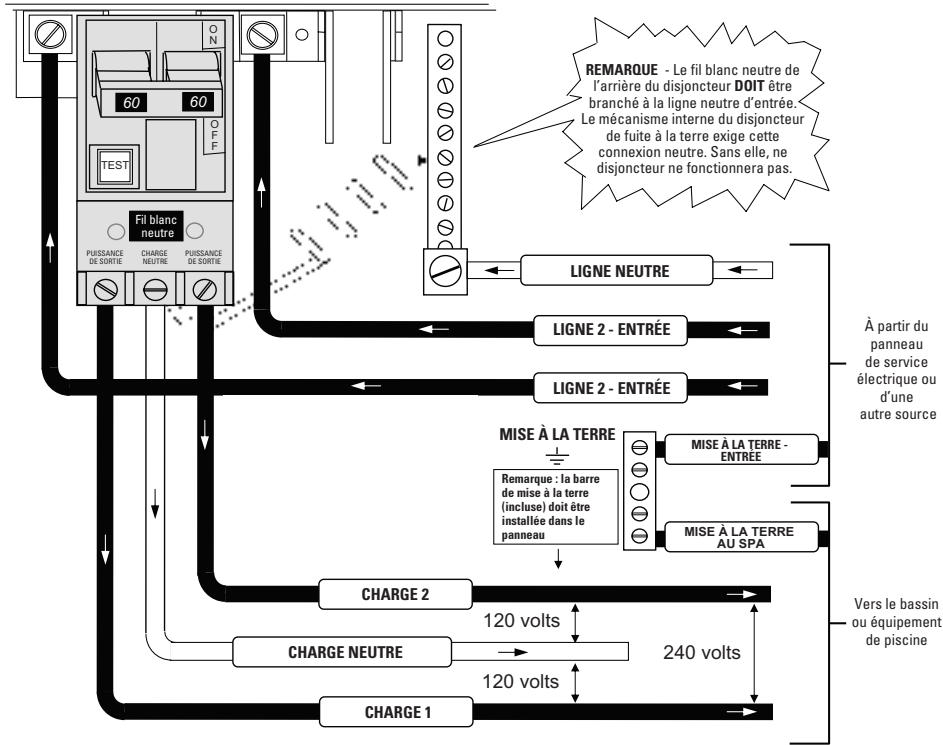 O
N
60
60
O
F
F
TEST
Fil blanc
neutre
PUISSANCE
DE SORTIE
CHARGE
NEUTRE
PUISSANCE
DE SORTIE
REMARQUE - Le fil blanc neutre de
l'arrière du disjoncteur DOIT être
branché à la ligne neutre d'entrée.
Le mécanisme interne du disjoncteur
de fuite à la terre exige cette
connexion neutre. Sans elle, ne
disjoncteur ne fonctionnera pas.
LIGNE NEUTRE
LIGNE 2 - ENTRÉE
LIGNE 2 - ENTRÉE
À partir du
panneau
de service
électrique ou
d'une
autre source
MISE À LA TERRE
Remarque : la barre
de mise à la terre
(incluse) doit être
installée dans le
panneau
MISE À LA TERRE -
ENTRÉE
MISE À LA TERRE
AU SPA
CHARGE 2
120 volts
CHARGE NEUTRE
240 volts
120 volts
CHARGE 1
Vers le bassin
ou équipement
de piscine